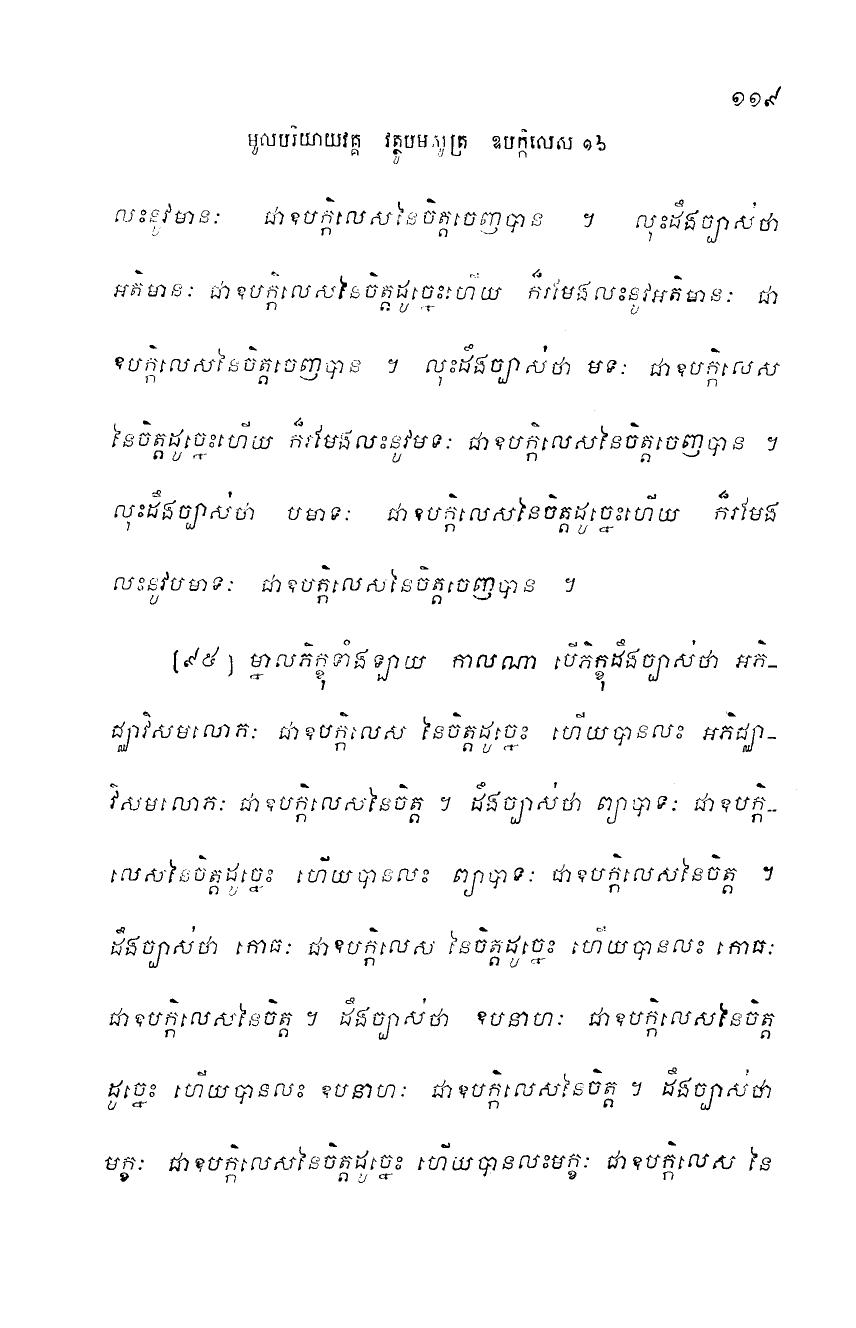 ១១៩
មូលបរិយាយវគ្គ វត្ថូបមសូត្រ ឧបក្កិលេស ១៦
លះនូវមានៈ ជាឧបក្កិលេសនៃចិត្តចេញបាន ។ លុះដឹងច្បាស់ថា
អតិមានៈ ជាឧបក្កិលេសនៃចិត្តដូច្នេះហើយ ក៏រមែងលះនូវអតិមានៈ ជា
ឧបក្កិលេសនៃចិត្តចេញបាន ។ លុះដឹងច្បាស់ថា មទៈ ជាឧបក្កិលេស
នៃចិត្តដូច្នេះហើយ ក៏រមែងលះនូវមទៈ ជាឧបក្កិលេសនៃចិត្តចេញបាន ។
លុះដឹងច្បាស់ថា បមាទៈ ជាឧបក្កិលេសនៃចិត្តដូច្នេះហើយ ក៏រមែង
លះនូវបមាទៈ ជាឧបត្កិលេសនៃចិត្តចេញបាន ។
[៩៥] ម្នាលភិក្ខុទាំងឡាយ កាលណា បើភិក្ខុដឹងច្បាស់ថា អភិ-
ជ្ឈាវិសមលោភៈ ជាឧបក្កិលេស នៃចិត្តដូច្នេះ ហើយបានលះ អភិជ្ឈា-
វិសមលោភៈ ជាឧបក្កិលេសនៃចិត្ត ។ ដឹងច្បាស់ថា ព្យាបាទៈ ជាឧបក្កិ-
លេសនៃចិត្តដូច្នេះ ហើយបានលះ ព្យាបាទៈ ជាឧបក្កិលេសនៃចិត្ត ។
ដឹងច្បាស់ថា កោធៈ ជាឧបក្កិលេស នៃចិត្តដូច្នេះ ហើយបានលះ កោធៈ
ជាឧបក្កិលេសនៃចិត្ត ។ ដឹងច្បាស់ថា ឧបនាហៈ ជាឧបក្កិលេសនៃចិត្ត
ដូច្នេះ ហើយបានលះ ឧបនាហៈ ជាឧបក្កិលេសនៃចិត្ត ។ ដឹងច្បាស់ថា
មក្ខៈ ជាឧបក្កិលេសនៃចិត្តដូច្នេះ ហើយបានលះមក្ខៈ ជាឧបក្កិលេស នៃ